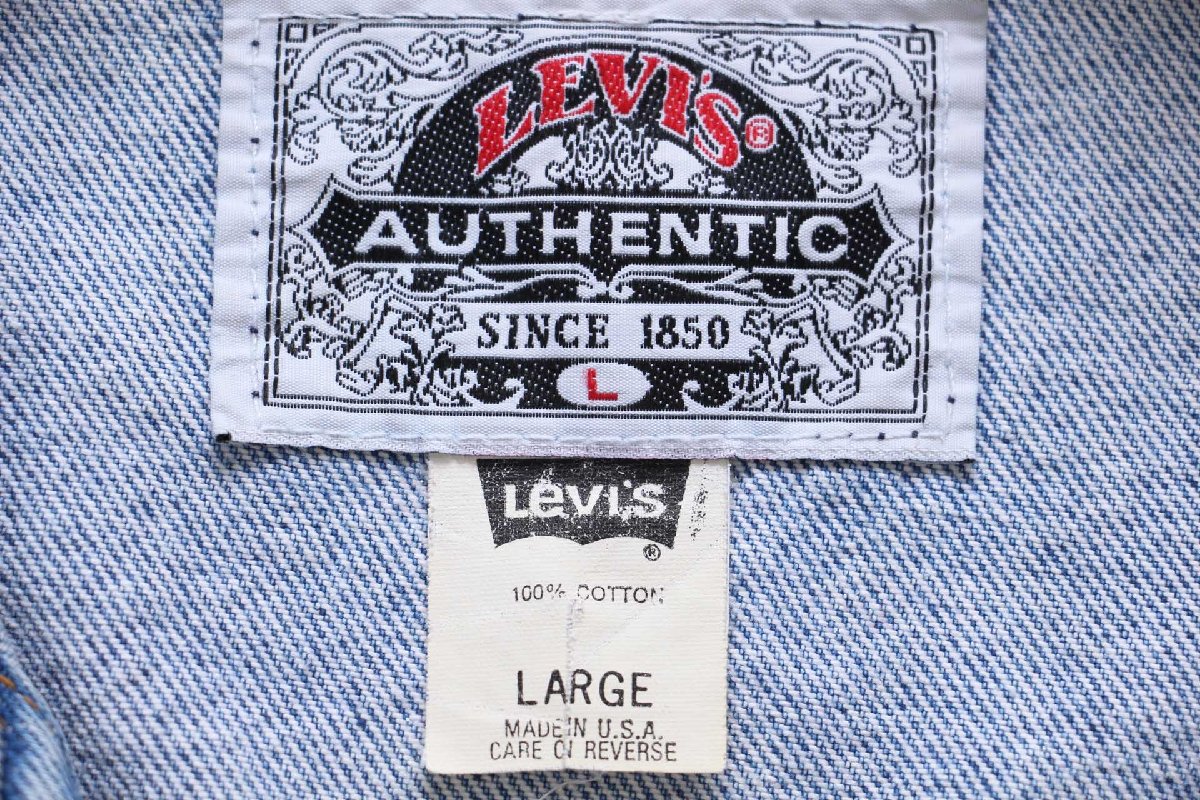 LEVI'S®
AUTHENTIC
SINCE 1850
L
LEVI'S
®
100% COTTON
LARGE
MADE IN U.S.A.
CARE ON REVERSE